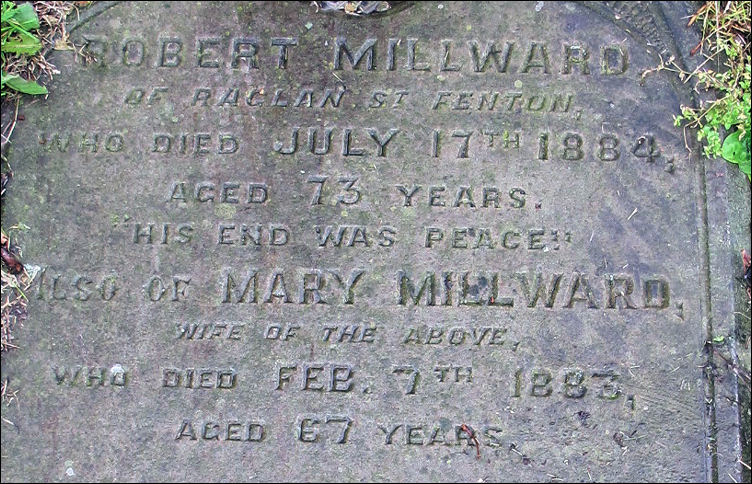 ROBERT MILLWARD
OF RAGLAN ST FENTON,
WHO DIED JULY 17TH 1884,
AGED 73 YEARS.
"HIS END WAS PEACE"
ALSO OF MARY MILLWARD,
WIFE OF THE ABOVE,
WHO DIED FEB. 7TH 1883,
AGED 67 YEARS